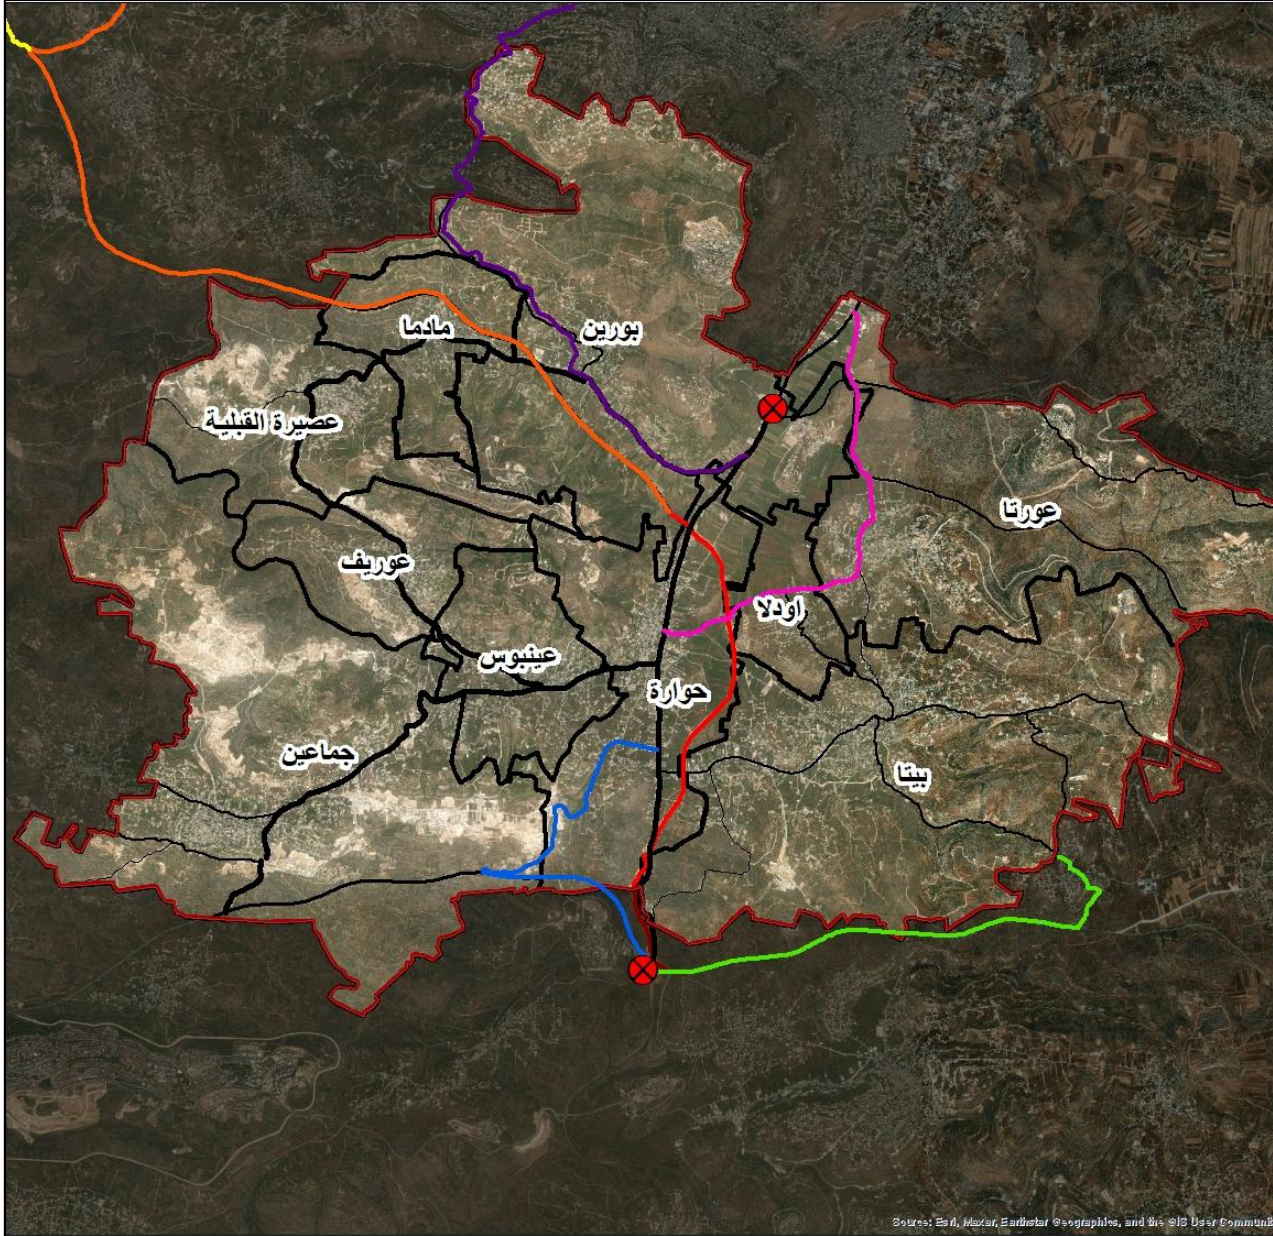 مادما
بورين
عصيرة القبلية
عورتا
عوريف
اودلا
عينبوس
حوارة
جماعين
بيتا
Source: Esri, Maxar, Earthstar Geographics, and the GIS User Communit